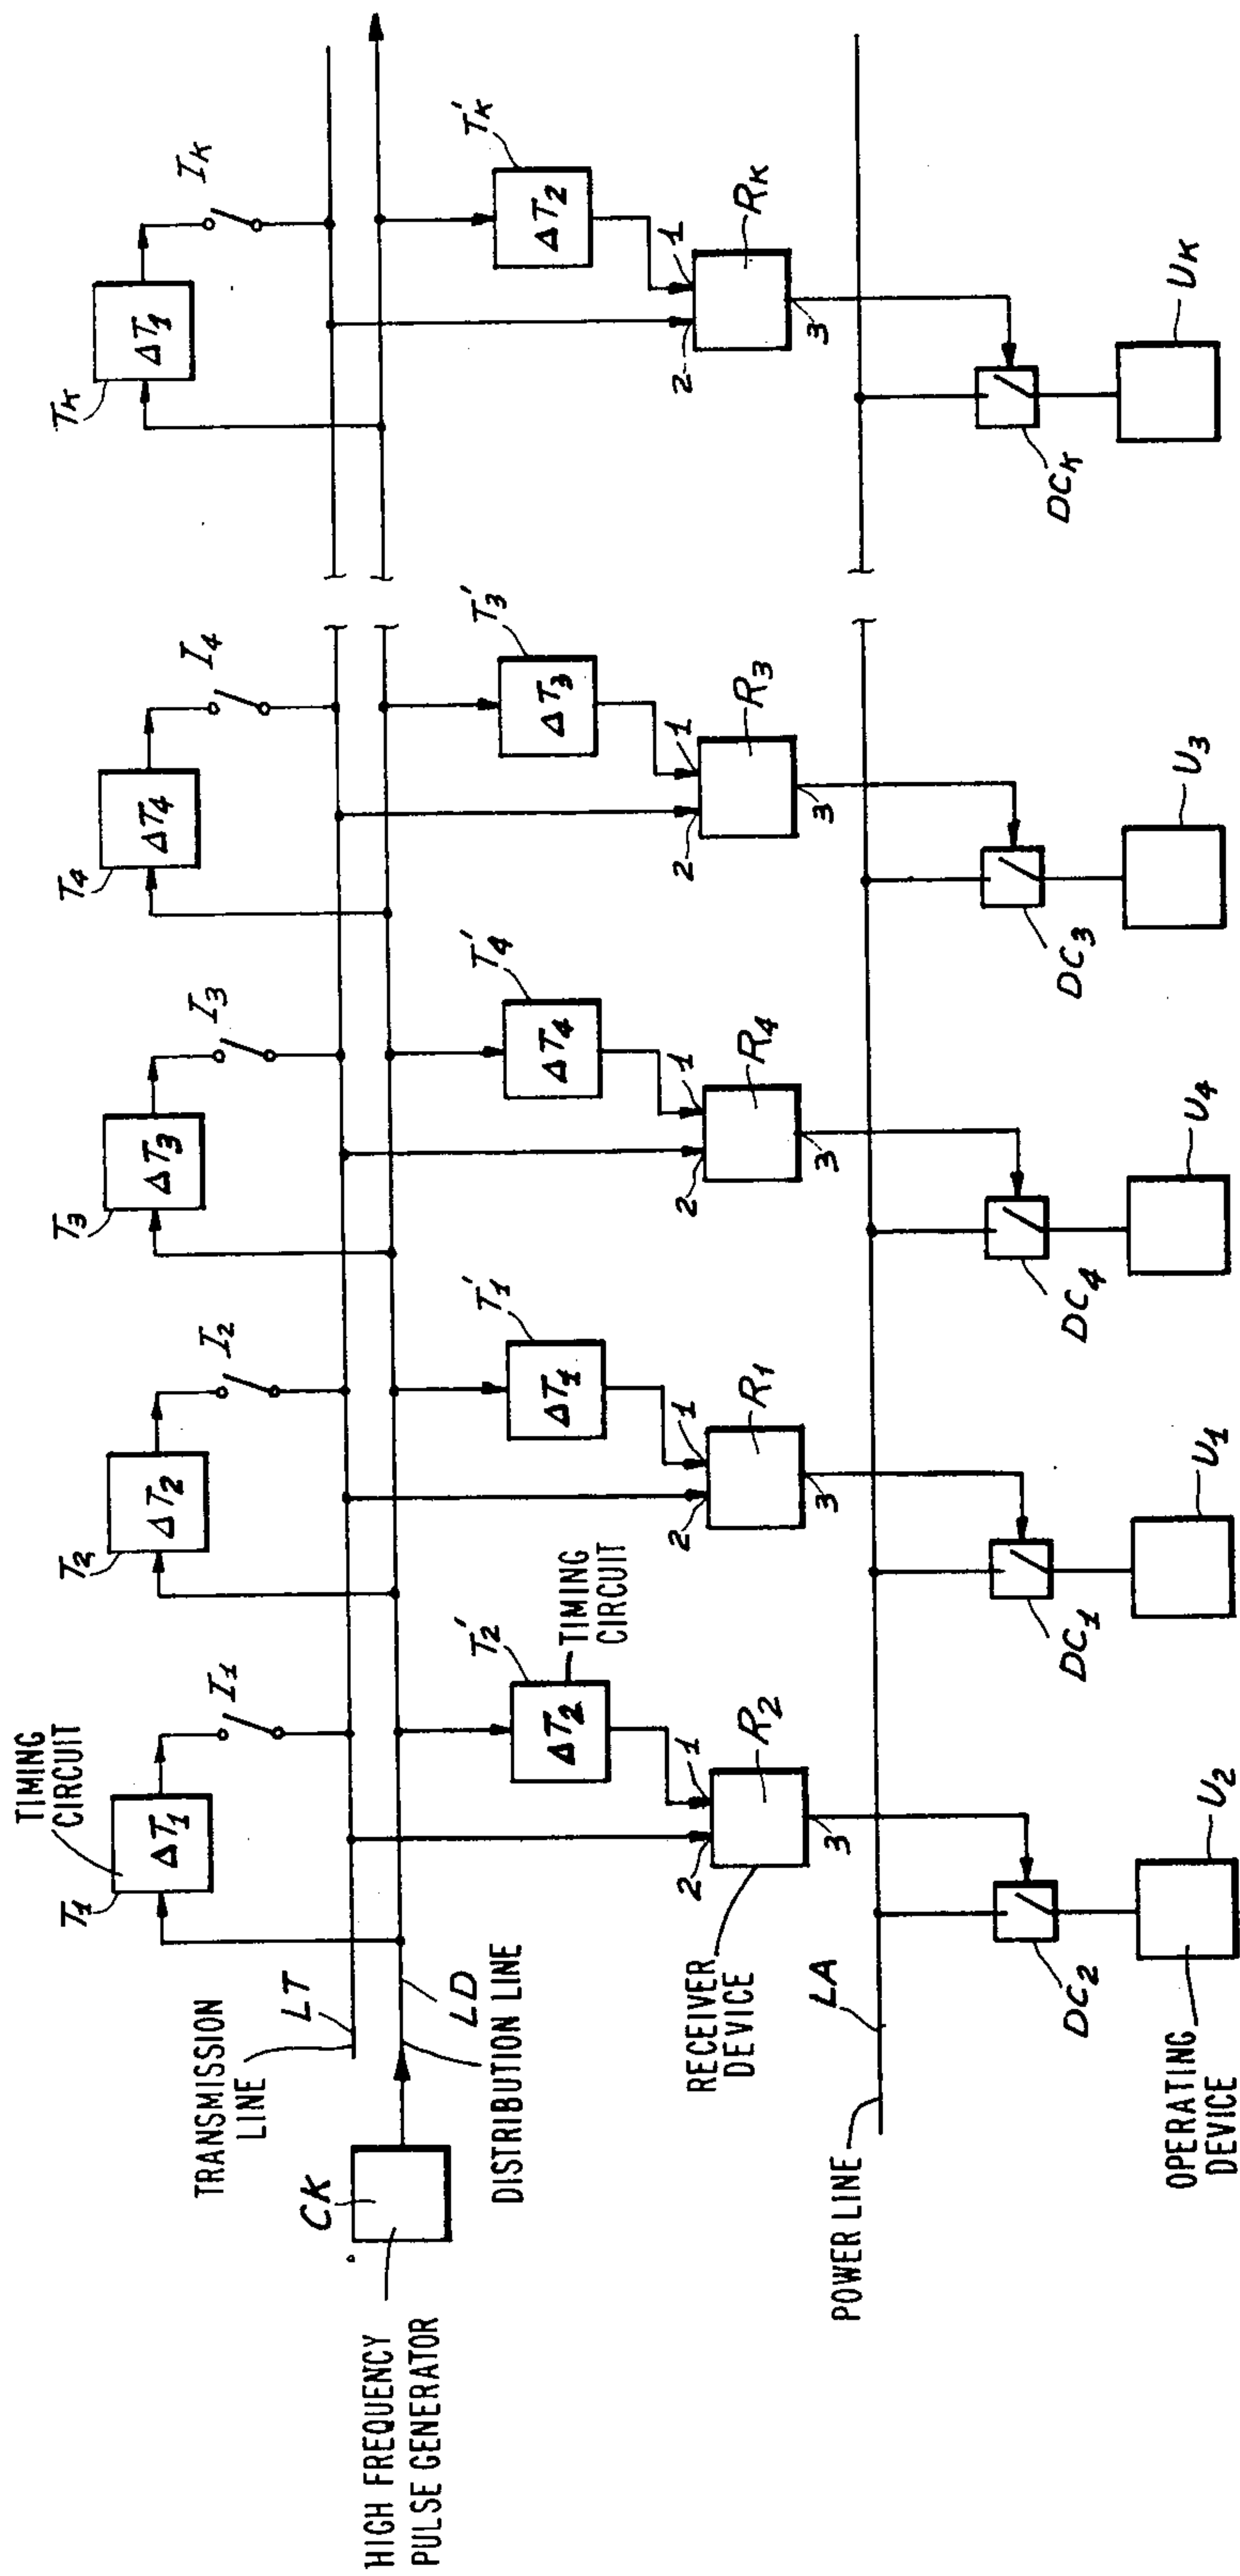 TIMING
CIRCUIT
T1
ΔT1
I1
T2
ΔT2
I2
T3
ΔT3
I3
T4
ΔT4
I4
TK
ΔT1
IK
TRANSMISSION
LINE
LT
CK
HIGH FREQUENCY
PULSE GENERATOR
LD
DISTRIBUTION LINE
T'2
ΔT2
TIMING
CIRCUIT
T'1
ΔT1
T'4
ΔT4
T'3
ΔT3
T'K
ΔT2
RECEIVER
DEVICE
2
1
R2
3
2
1
R1
3
2
1
R4
3
2
1
R3
3
2
1
RK
3
POWER LINE
LA
DC2
DC1
DC4
DC3
DCK
OPERATING
DEVICE
U2
U1
U4
U3
UK